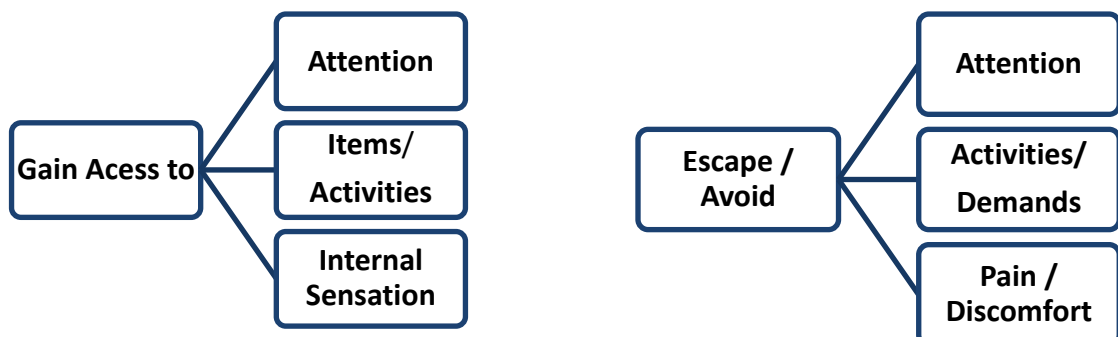 Gain Acess to
Attention
Items/
Activities
Internal
Sensation
Escape /
Avoid
Attention
Activities/
Demands
Pain /
Discomfort